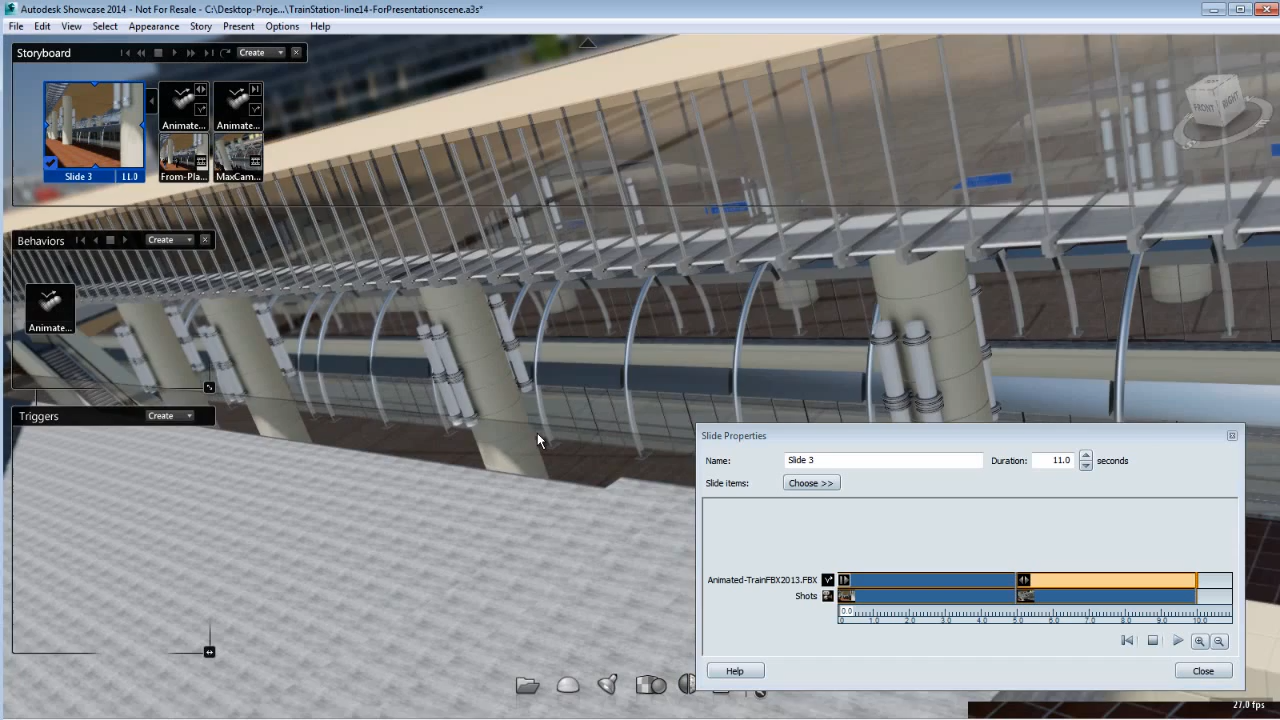 Autodesk Showcase 2014 - Not For Resale - C:\Desktop-Proje...\TrainStation-line14-ForPresentationscene.a3s*
File Edit View Select Appearance Story Present Options Help
Storyboard Create
Animate... Animate...
Slide 3 11.0 From-Pla... MaxCam...
FRONT RIGHT
Behaviors Create
Animate...
Triggers Create
Slide Properties
Name: Slide 3 Duration: 11.0 seconds
Slide items: Choose >>
Animated-TrainFBX2013.FBX
Shots
0.0
0 1.0 2.0 3.0 4.0 5.0 6.0 7.0 8.0 9.0 10.0
Help Close
27.0 fps